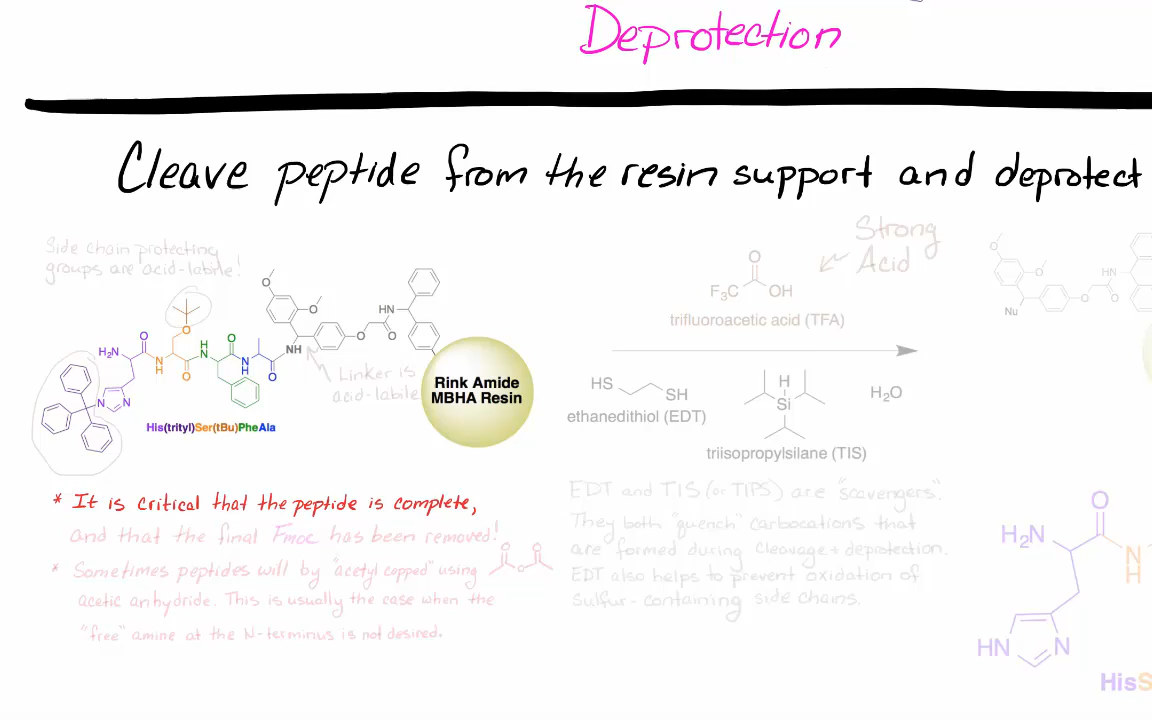 Deprotection
Cleave peptide from the resin support and deprotect
Side chain protecting
groups are acid-labile!
Strong
Acid
O
F3C OH
trifluoroacetic acid (TFA)
O
O
HN
O
O
Nu
O
O
HN
O
O
NH
O
O
H2N
N
H
O
H
N
O
N
H
O
Linker is
acid-labile
Rink Amide
MBHA Resin
N
N
His(trityl)Ser(tBu)PheAla
HS
SH
ethanedithiol (EDT)
H
Si
triisopropylsilane (TIS)
H2O
* It is critical that the peptide is complete,
and that the final Fmoc has been removed!
* Sometimes peptides will by "acetyl capped" using
O O
O
acetic anhydride. This is usually the case when the
"free" amine at the N-terminus is not desired.
EDT and TIS (or TIPS) are "scavengers".
They both "quench" carbocations that
are formed during cleavage + deprotection.
EDT also helps to prevent oxidation of
sulfur-containing side chains.
O
H2N
N
H
HN
N
HisS